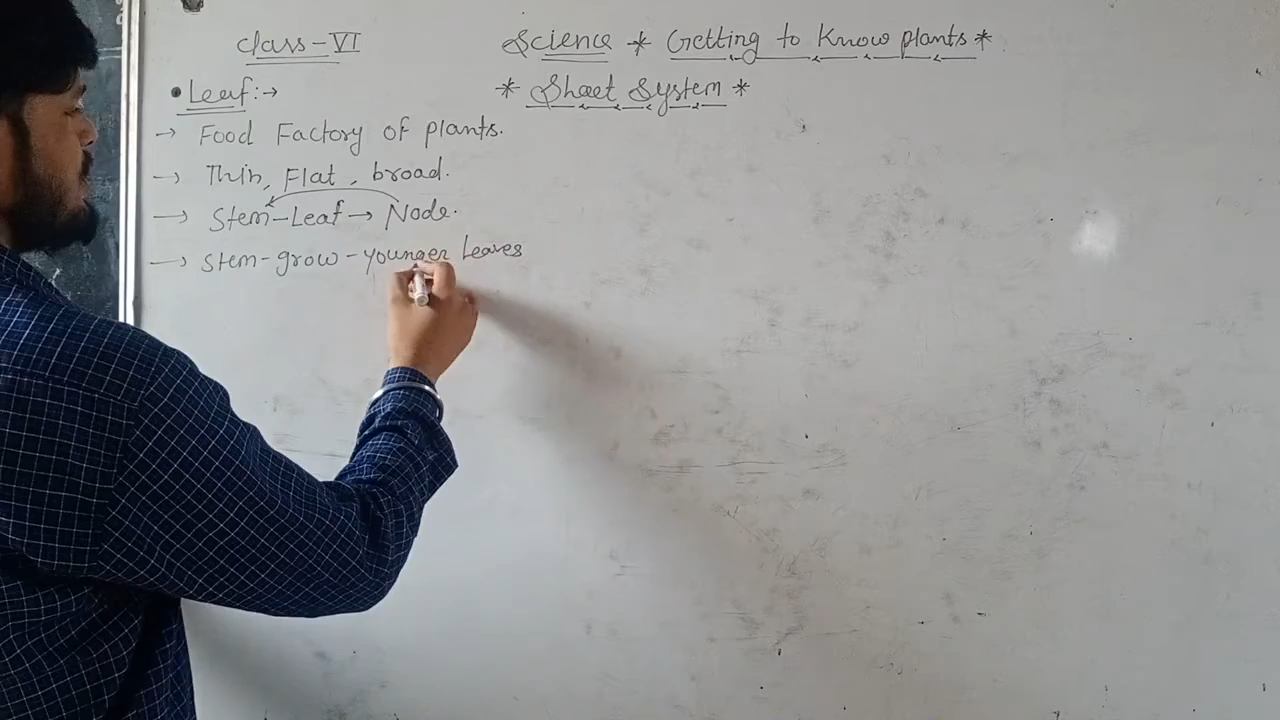 Class-VI
Science * Getting to Know plants *
* Shoot System *
• Leaf:→
→ Food Factory of plants.
→ Thin, Flat, broad.
→ Stem-Leaf → Node.
→ Stem-grow-younger Leaves